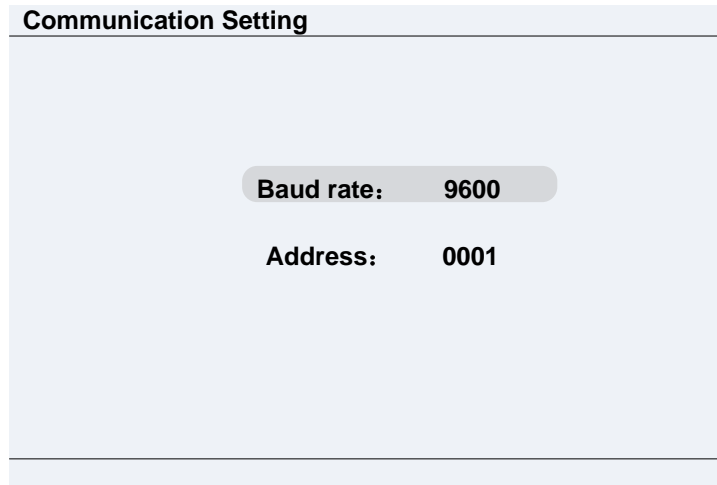 Communication Setting
Baud rate： 9600
Address： 0001